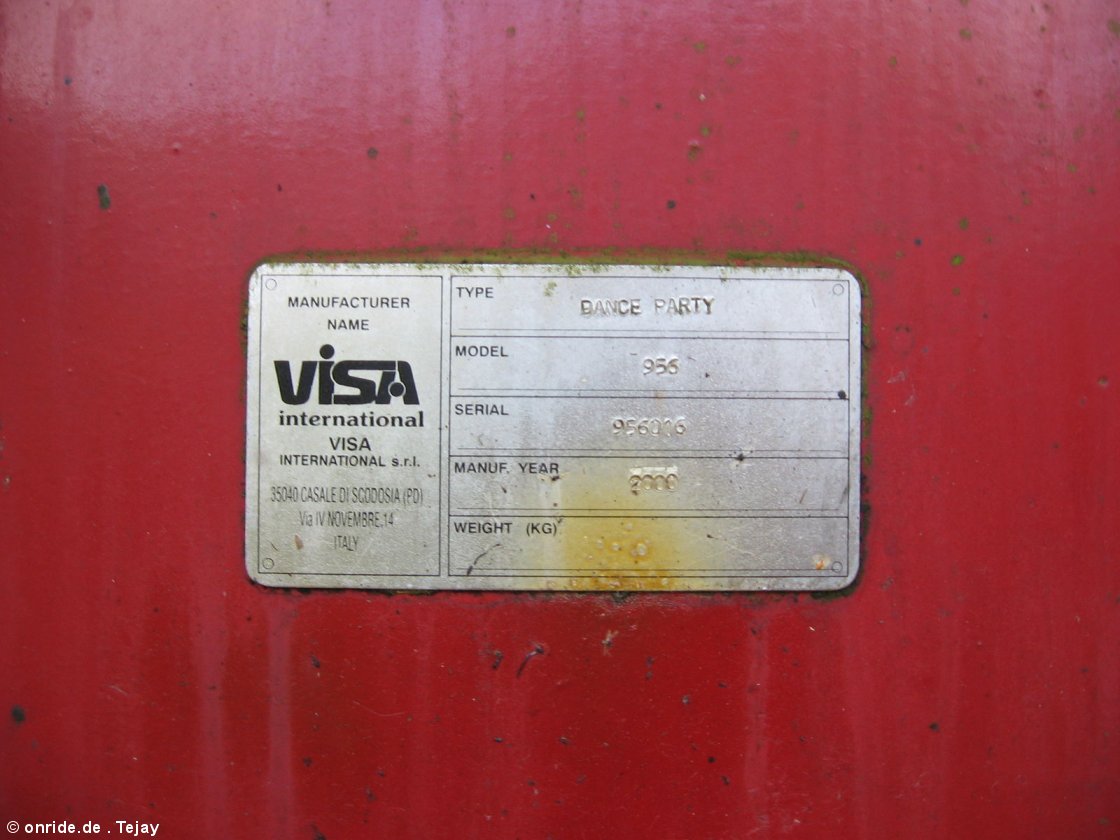 MANUFACTURER
NAME
VISA
international
VISA
INTERNATIONAL s.r.l.
35040 CASALE DI SCODOSIA (PD)
Via IV NOVEMBRE,14
ITALY
TYPE DANCE PARTY
MODEL 956
SERIAL 956016
MANUF. YEAR 2000
WEIGHT (KG)
© onride.de . Tejay